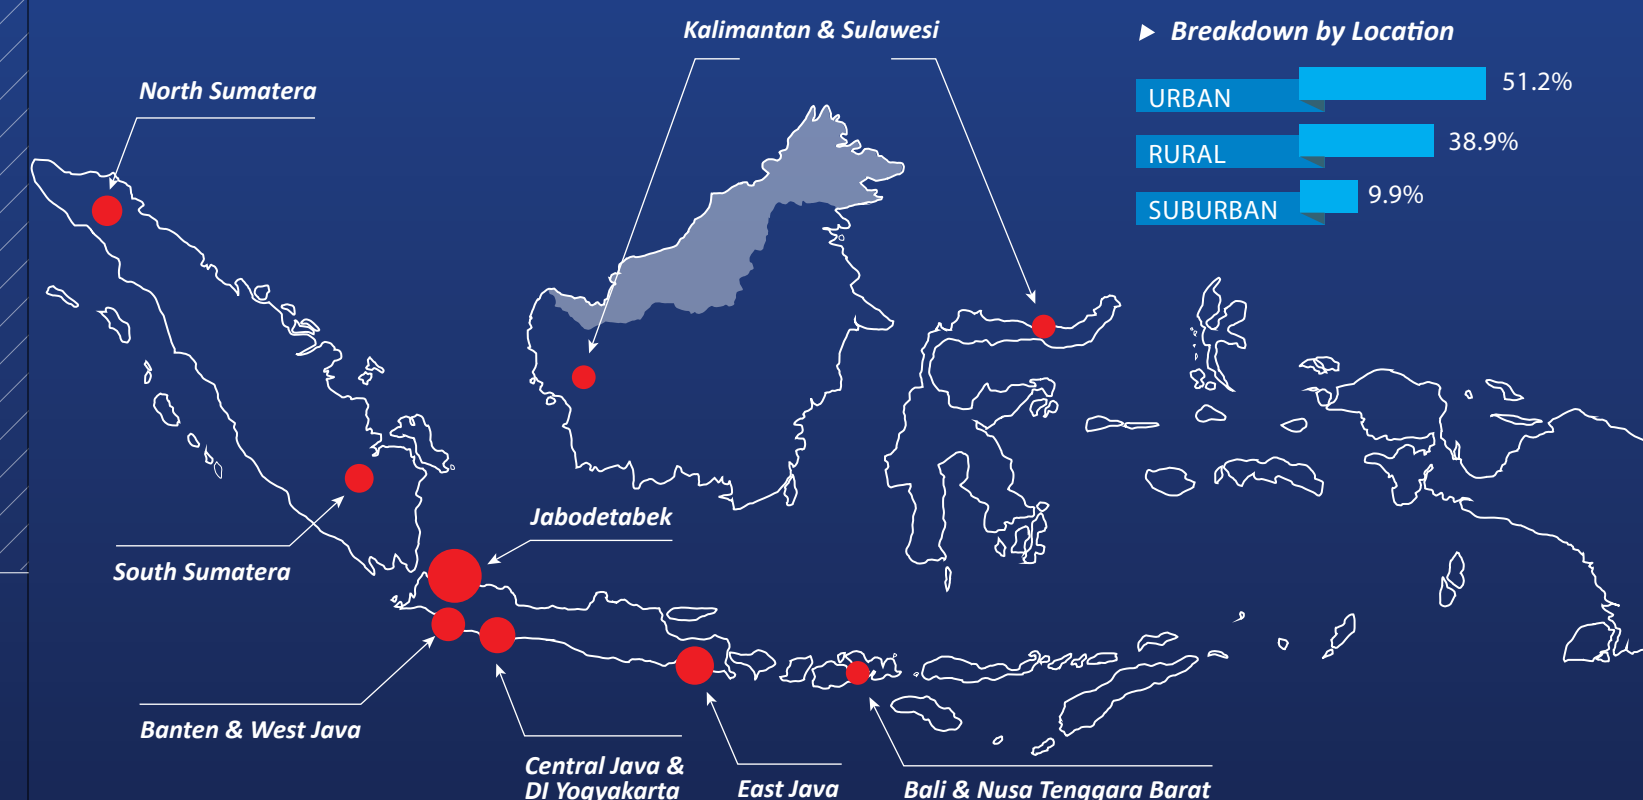 Kalimantan & Sulawesi
Breakdown by Location
North Sumatera
URBAN 51.2%
RURAL 38.9%
SUBURBAN 9.9%
Jabodetabek
South Sumatera
Banten & West Java
Central Java &
DI Yogyakarta
East Java
Bali & Nusa Tenggara Barat